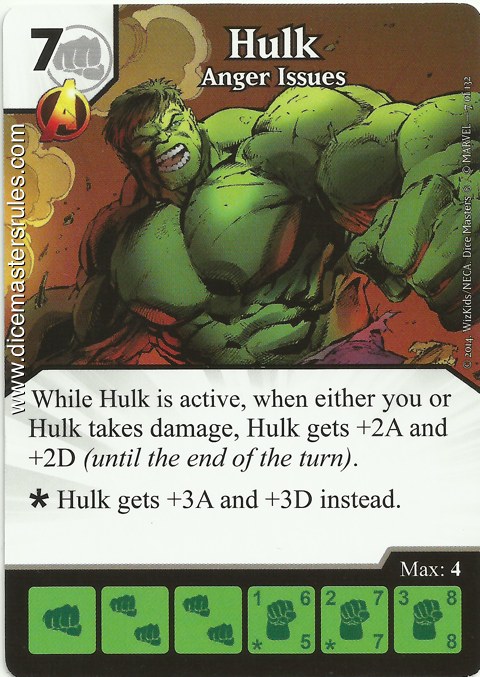 7
Hulk
Anger Issues
www.dicemastersrules.com
© 2014 WizKids/NECA. Dice Masters ®, © MARVEL
7 of 132
While Hulk is active, when either you or
Hulk takes damage, Hulk gets +2A and
+2D (until the end of the turn).
* Hulk gets +3A and +3D instead.
Max: 4
1 6
* 5
2 7
* 7
3 8
8